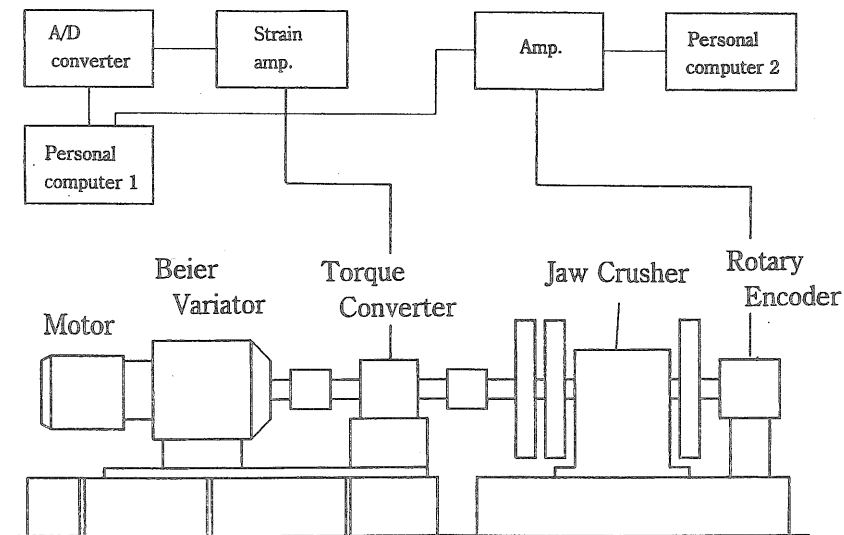 A/D
converter
Strain
amp.
Amp.
Personal
computer 2
Personal
computer 1
Beier
Variator
Torque
Converter
Jaw Crusher
Rotary
Encoder
Motor